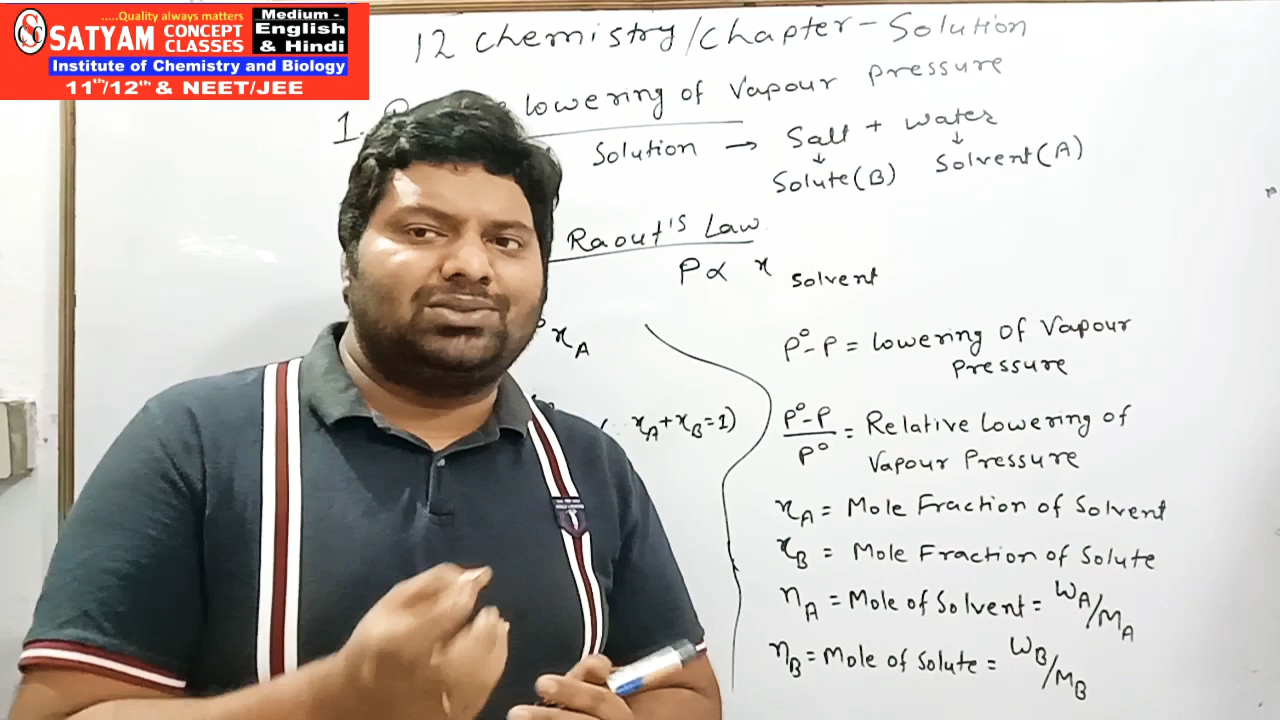 .....Quality always matters
SATYAM CONCEPT CLASSES
Medium - English & Hindi
Institute of Chemistry and Biology
11th/12th & NEET/JEE
12 Chemistry/Chapter-Solution
1. lowering of Vapour Pressure
Solution → Salt + Water
↓ ↓
Solute(B) Solvent(A)
Raout's Law
P ∝ x solvent
P° x_A
(∵ x_A + x_B = 1)
P°-P = lowering of Vapour
Pressure
P°-P/P° = Relative Lowering of
Vapour Pressure
x_A = Mole Fraction of Solvent
x_B = Mole Fraction of Solute
n_A = Mole of Solvent = W_A/M_A
n_B = Mole of Solute = W_B/M_B